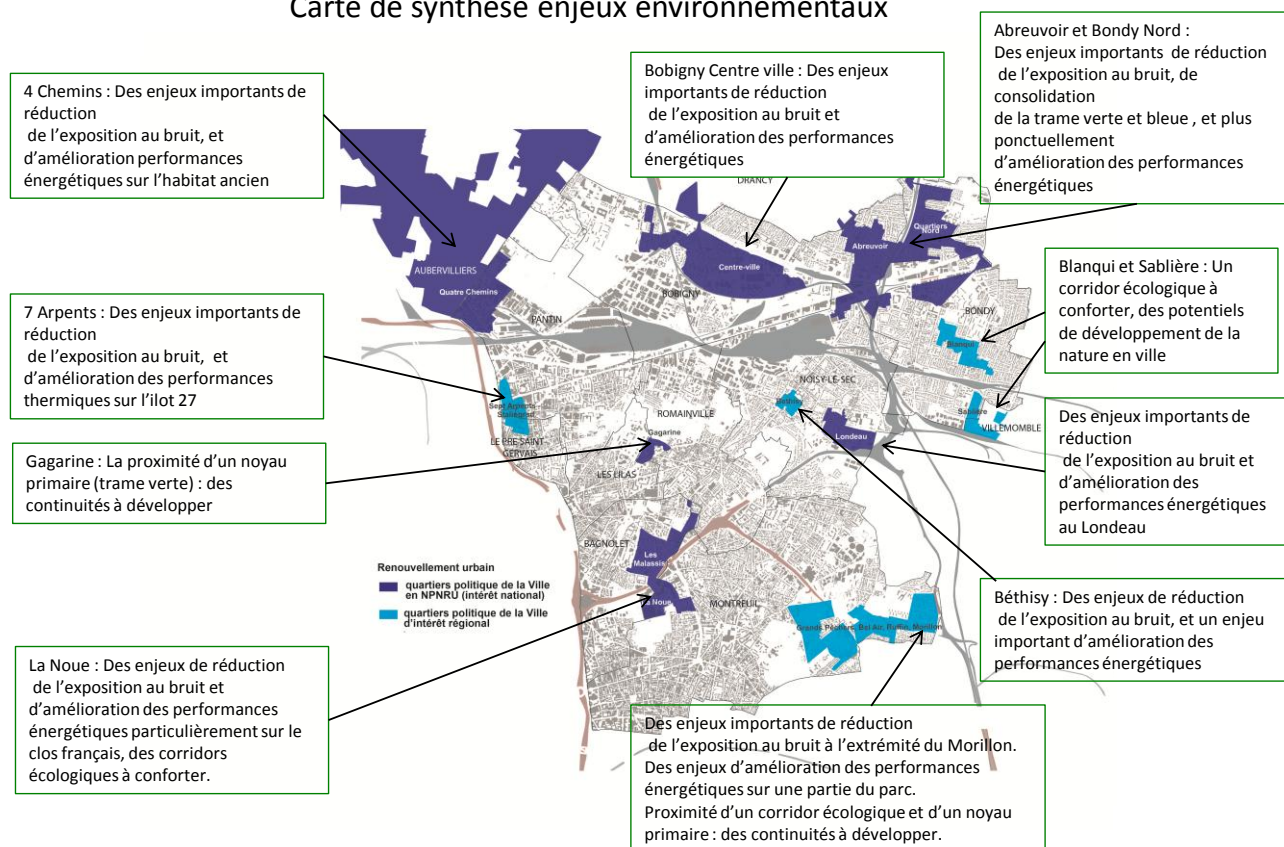 Carte de synthèse enjeux environnementaux
4 Chemins : Des enjeux importants de
réduction
de l'exposition au bruit, et
d'amélioration performances
énergétiques sur l'habitat ancien
Bobigny Centre ville : Des enjeux
importants de réduction
de l'exposition au bruit et
d'amélioration des performances
énergétiques
Abreuvoir et Bondy Nord :
Des enjeux importants de réduction
de l'exposition au bruit, de
consolidation
de la trame verte et bleue , et plus
ponctuellement
d'amélioration des performances
énergétiques
7 Arpents : Des enjeux importants de
réduction
de l'exposition au bruit, et
d'amélioration des performances
thermiques sur l'ilot 27
Blanqui et Sablière : Un
corridor écologique à
conforter, des potentiels
de développement de la
nature en ville
Gagarine : La proximité d'un noyau
primaire (trame verte) : des
continuités à développer
Des enjeux importants de
réduction
de l'exposition au bruit et
d'amélioration des
performances énergétiques
au Londeau
La Noue : Des enjeux de réduction
de l'exposition au bruit et
d'amélioration des performances
énergétiques particulièrement sur le
clos français, des corridors
écologiques à conforter.
Béthisy : Des enjeux de réduction
de l'exposition au bruit, et un enjeu
important d'amélioration des
performances énergétiques
Des enjeux importants de réduction
de l'exposition au bruit à l'extrémité du Morillon.
Des enjeux d'amélioration des performances
énergétiques sur une partie du parc.
Proximité d'un corridor écologique et d'un noyau
primaire : des continuités à développer.
DRANCY
Quartiers
Nord
Abreuvoir
Centre-ville
AUBERVILLIERS
Quatre Chemins
BOBIGNY
PANTIN
BONDY
Blanqui
NOISY-LE-SEC
Béthisy
Sablière
VILLEMOMBLE
ROMAINVILLE
Gagarine
Londeau
LE PRE-SAINT-
GERVAIS
LES LILAS
BAGNOLET
Les
Malassis
La Noue
MONTREUIL
Grands Pêchers, Bel Air, Ruffin, Morillon
Renouvellement urbain
quartiers politique de la Ville
en NPNRU (intérêt national)
quartiers politique de la Ville
d'intérêt régional